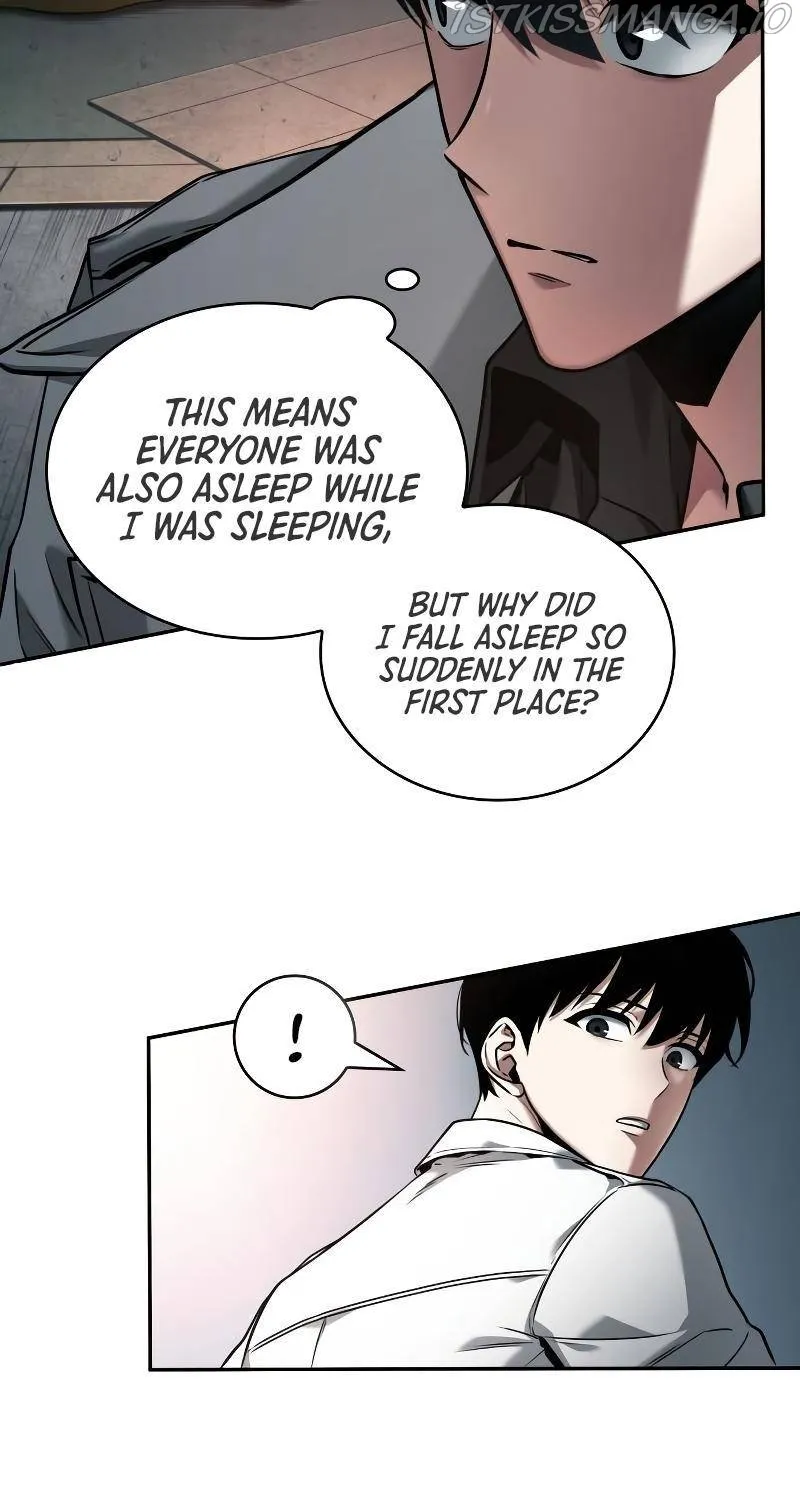 1STKISSMANGA.IO
THIS MEANS
EVERYONE WAS
ALSO ASLEEP WHILE
I WAS SLEEPING,
BUT WHY DID
I FALL ASLEEP SO
SUDDENLY IN THE
FIRST PLACE?
!